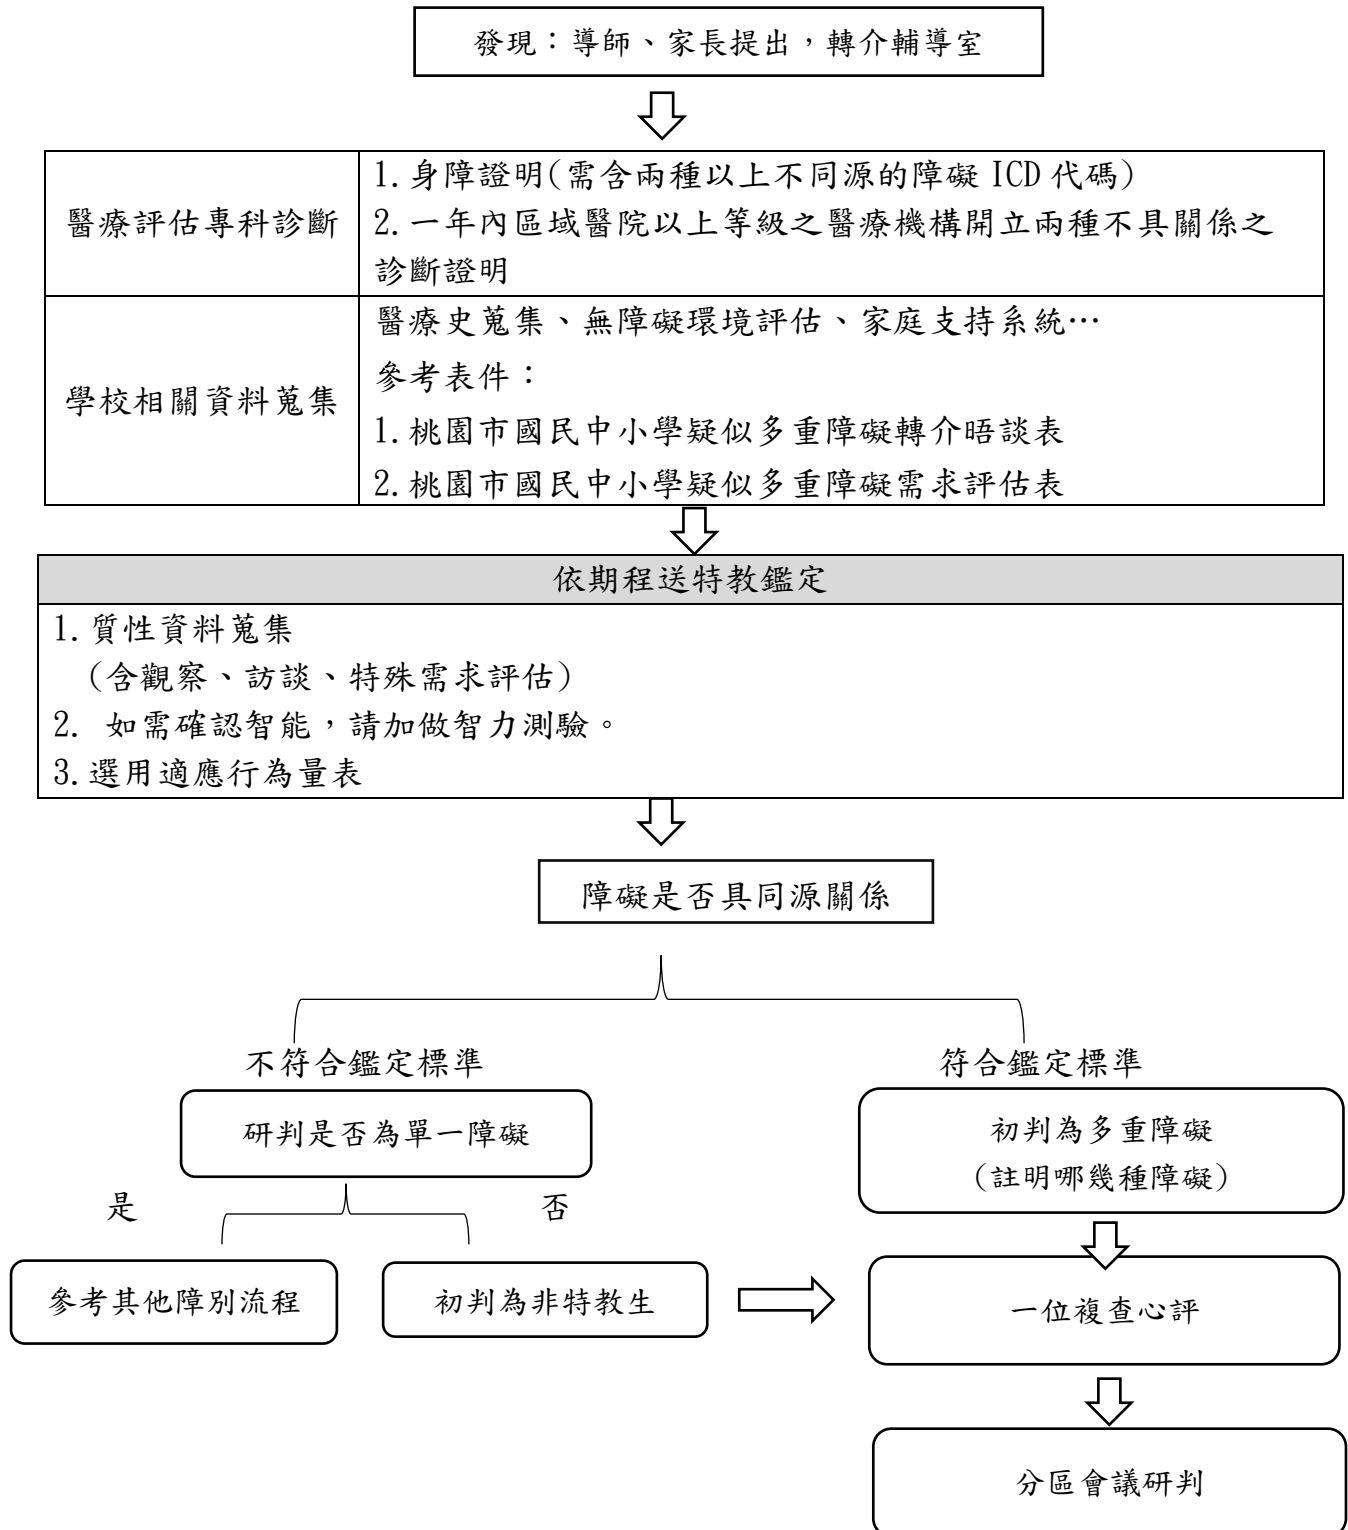 發現：導師、家長提出，轉介輔導室
醫療評估專科診斷
1.身障證明(需含兩種以上不同源的障礙 ICD 代碼)
2.一年內區域醫院以上等級之醫療機構開立兩種不具關係之
診斷證明
學校相關資料蒐集
醫療史蒐集、無障礙環境評估、家庭支持系統…
參考表件：
1.桃園市國民中小學疑似多重障礙轉介晤談表
2.桃園市國民中小學疑似多重障礙需求評估表
依期程送特教鑑定
1.質性資料蒐集
(含觀察、訪談、特殊需求評估)
2. 如需確認智能，請加做智力測驗。
3.選用適應行為量表
障礙是否具同源關係
不符合鑑定標準
符合鑑定標準
研判是否為單一障礙
初判為多重障礙
(註明哪幾種障礙)
是
否
參考其他障別流程
初判為非特教生
一位複查心評
分區會議研判